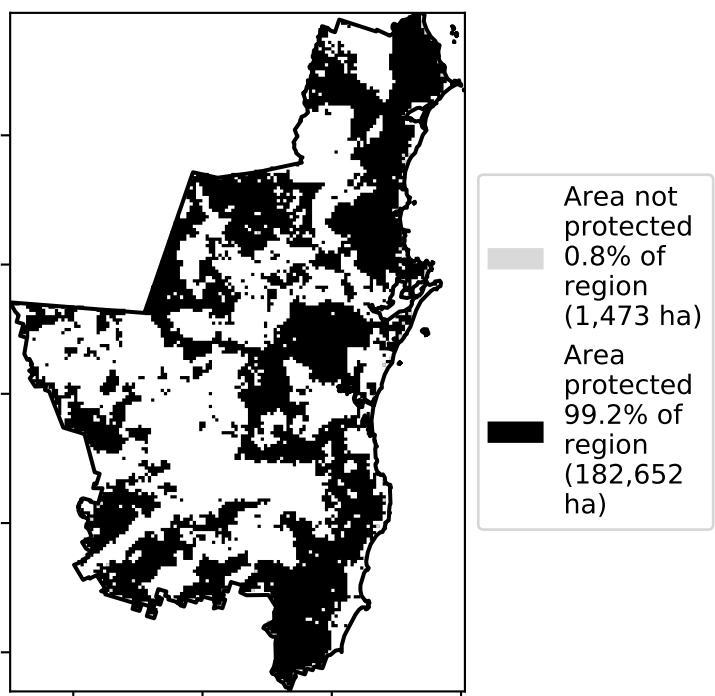 Area not
protected
0.8% of
region
(1,473 ha)
Area
protected
99.2% of
region
(182,652
ha)